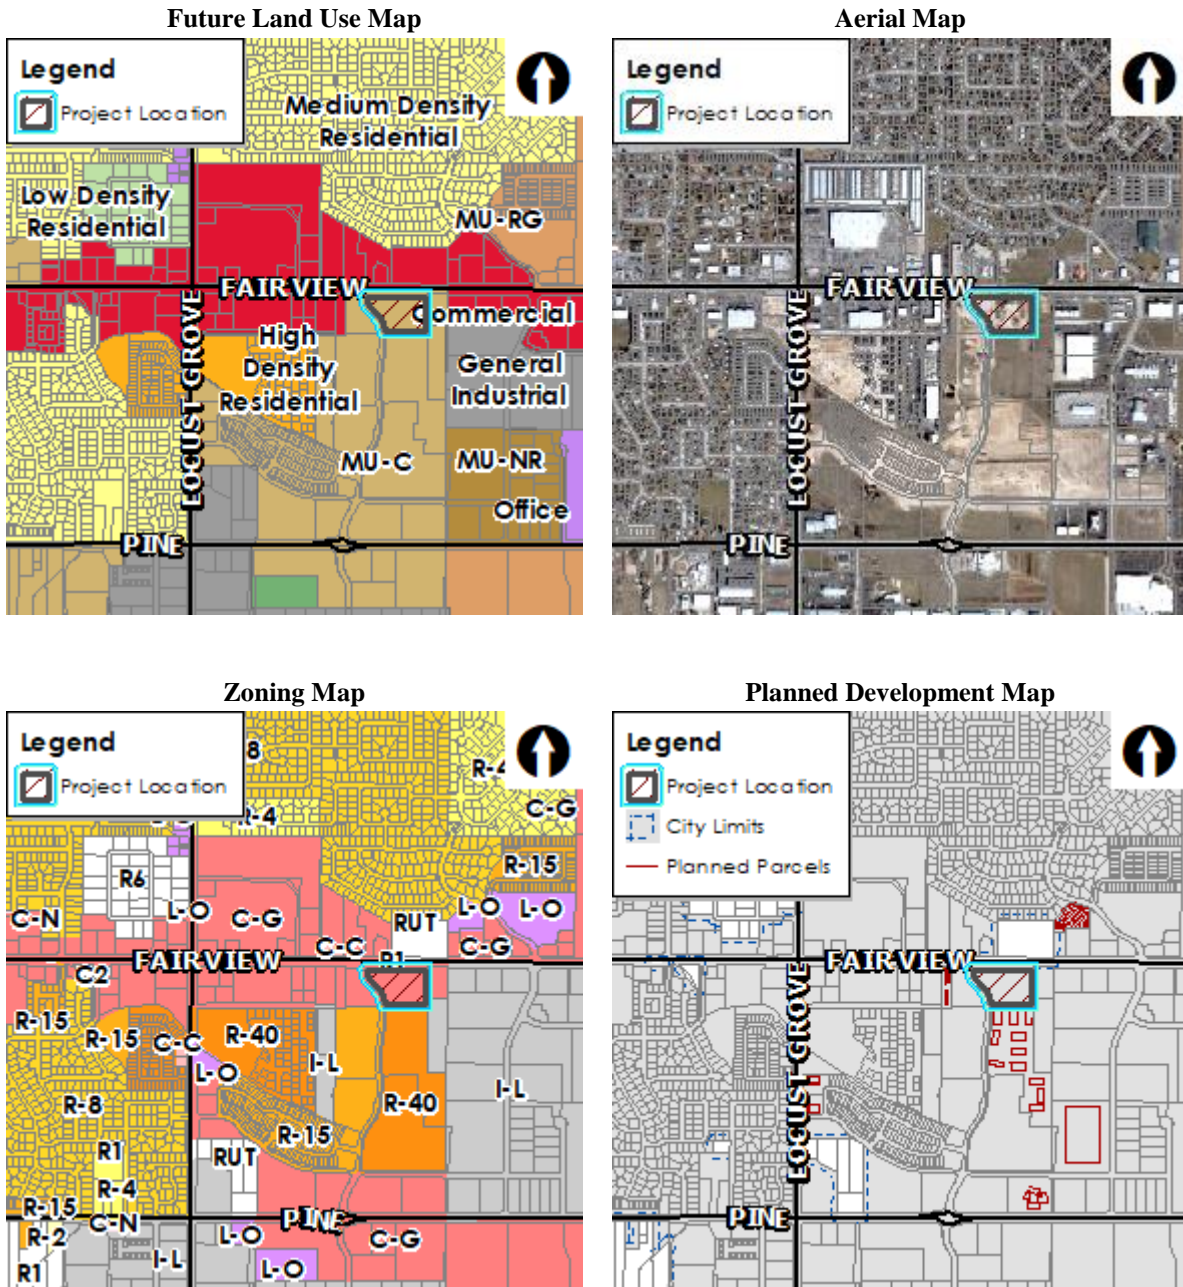 Future Land Use Map
Legend
Project Location
Medium Density
Residential
Low Density
Residential
MU-RG
FAIRVIEW
Commercial
LOCUST GROVE
High
Density
Residential
General
Industrial
MU-C
MU-NR
Office
PINE
Aerial Map
Legend
Project Location
FAIRVIEW
LOCUST GROVE
PINE
Zoning Map
Legend
Project Location
8
R-4
R-4
C-G
R-15
R6
L-O
C-G
L-O
L-O
C-N
RUT
C-C
C-G
R1
FAIRVIEW
C2
R-15
R-15
C-C
R-40
I-L
L-O
R-40
I-L
R-8
R-15
R1
RUT
R-4
R-15
C-N
PINE
R-2
L-O
C-G
I-L
R1
L-O
Planned Development Map
Legend
Project Location
City Limits
Planned Parcels
FAIRVIEW
LOCUST GROVE
PINE